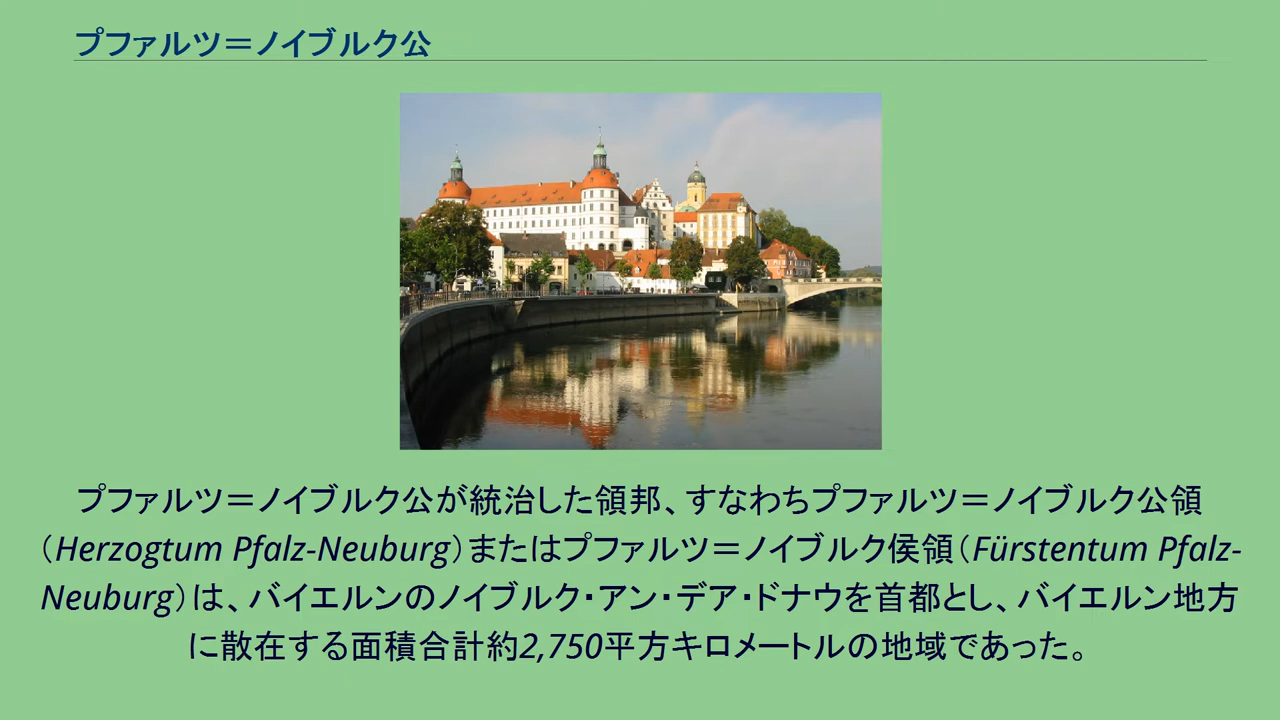 プファルツ＝ノイブルク公
プファルツ＝ノイブルク公が統治した領邦、すなわちプファルツ＝ノイブルク公領
（Herzogtum Pfalz-Neuburg）またはプファルツ＝ノイブルク侯領（Fürstentum Pfalz-
Neuburg）は、バイエルンのノイブルク・アン・デア・ドナウを首都とし、バイエルン地方
に散在する面積合計約2,750平方キロメートルの地域であった。